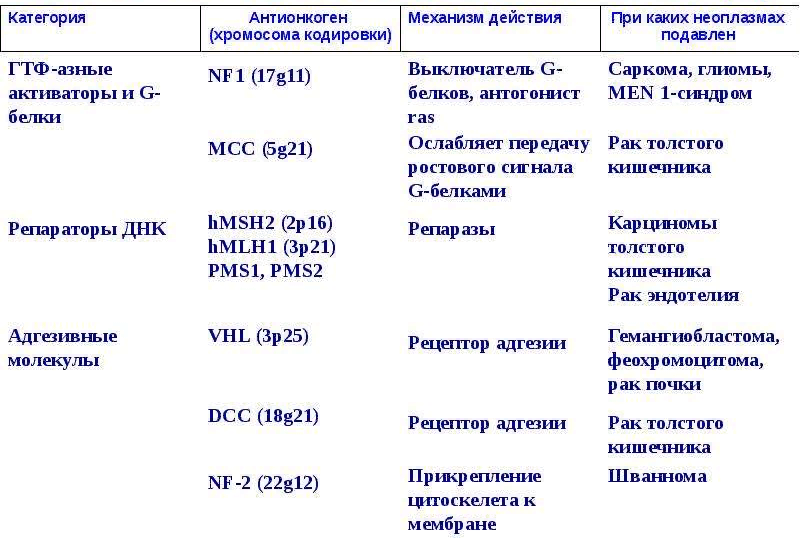 Категория
Антионкоген
(хромосома кодировки)
Механизм действия
При каких неоплазмах
подавлен
ГТФ-азные
активаторы и G-
белки
NF1 (17g11)
Выключатель G-
белков, антогонист
ras
Саркома, глиомы,
MEN 1-синдром
MCC (5g21)
Ослабляет передачу
ростового сигнала
G-белками
Рак толстого
кишечника
Репараторы ДНК
hMSH2 (2p16)
hMLH1 (3p21)
PMS1, PMS2
Репаразы
Карциномы
толстого
кишечника
Рак эндотелия
Адгезивные
молекулы
VHL (3p25)
Рецептор адгезии
Гемангиобластома,
феохромоцитома,
рак почки
DCC (18g21)
Рецептор адгезии
Рак толстого
кишечника
NF-2 (22g12)
Прикрепление
цитоскелета к
мембране
Шваннома